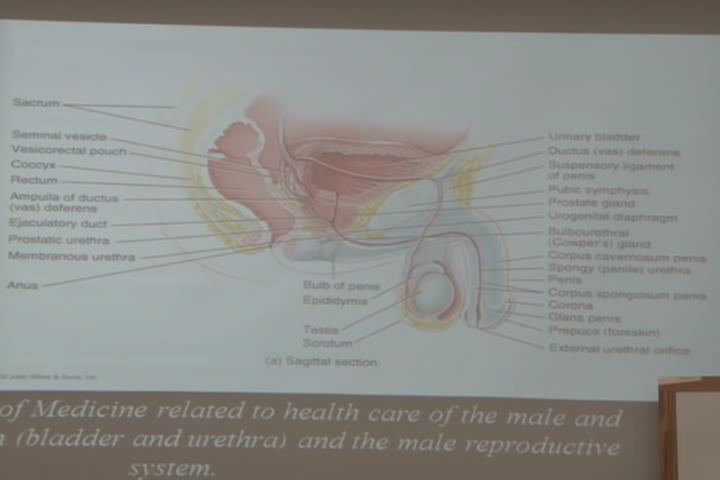 Sacrum
Seminal vesicle
Vesicorectal pouch
Coccyx
Rectum
Ampulla of ductus
(vas) deferens
Ejaculatory duct
Prostatic urethra
Membranous urethra
Anus
Bulb of penis
Epididymis
Testis
Scrotum
(a) Sagittal section
Urinary bladder
Ductus (vas) deferens
Suspensory ligament
of penis
Pubic symphysis
Prostate gland
Urogenital diaphragm
Bulbourethral
(Cowper's) gland
Corpus cavernosum penis
Spongy (penile) urethra
Penis
Corpus spongiosum penis
Corona
Glans penis
Prepuce (foreskin)
External urethral orifice
John Wiley & Sons, Inc.
of Medicine related to health care of the male and
(bladder and urethra) and the male reproductive
system.